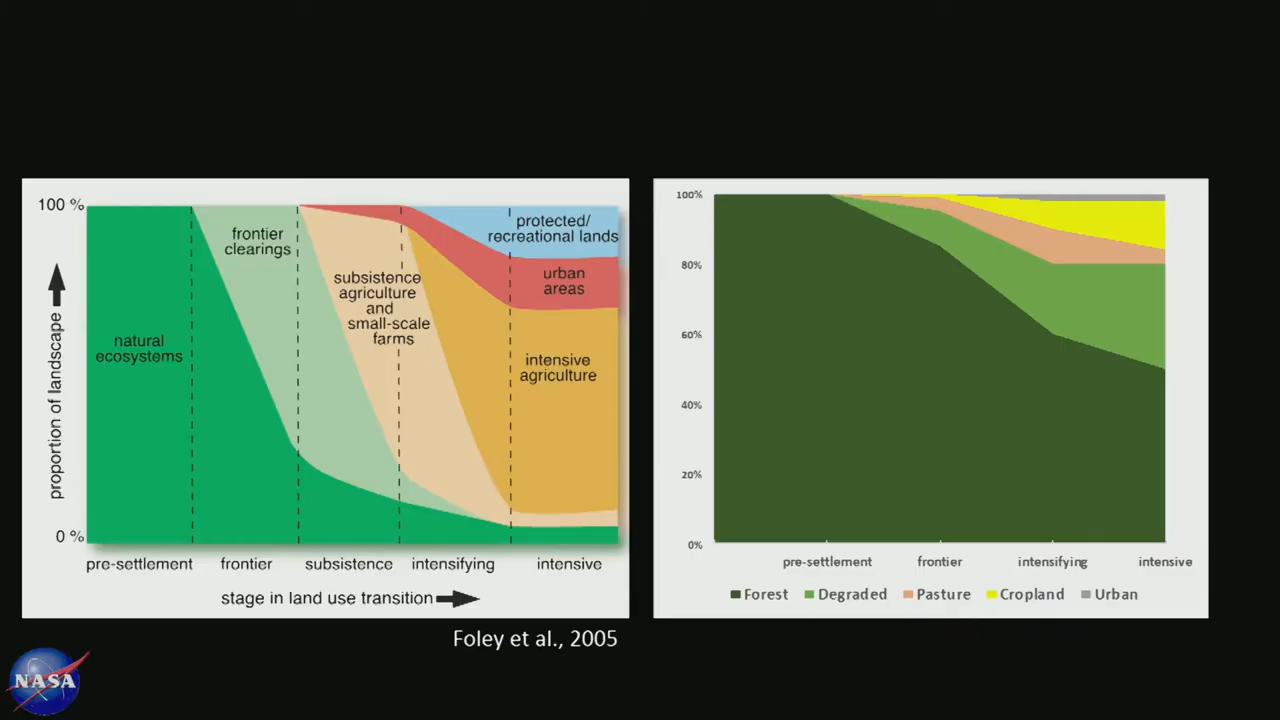 100 %
proportion of landscape
0 %
natural
ecosystems
frontier
clearings
subsistence
agriculture
and
small-scale
farms
protected/
recreational lands
urban
areas
intensive
agriculture
pre-settlement frontier subsistence intensifying intensive
stage in land use transition
100%
80%
60%
40%
20%
0%
pre-settlement frontier intensifying intensive
Forest Degraded Pasture Cropland Urban
Foley et al., 2005
NASA